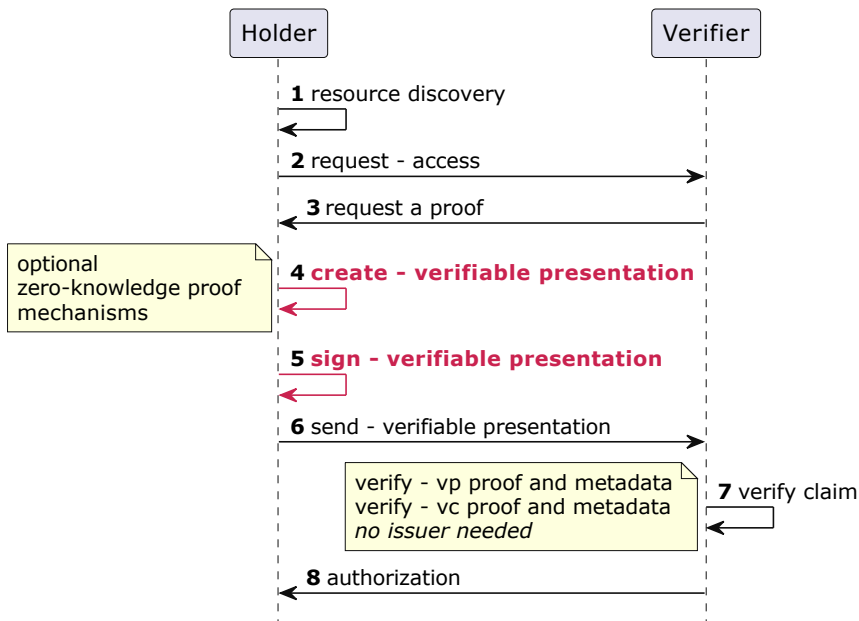 Holder
Verifier
1 resource discovery
2 request - access
3 request a proof
optional
zero-knowledge proof
mechanisms
4 create - verifiable presentation
5 sign - verifiable presentation
6 send - verifiable presentation
verify - vp proof and metadata
verify - vc proof and metadata
no issuer needed
7 verify claim
8 authorization